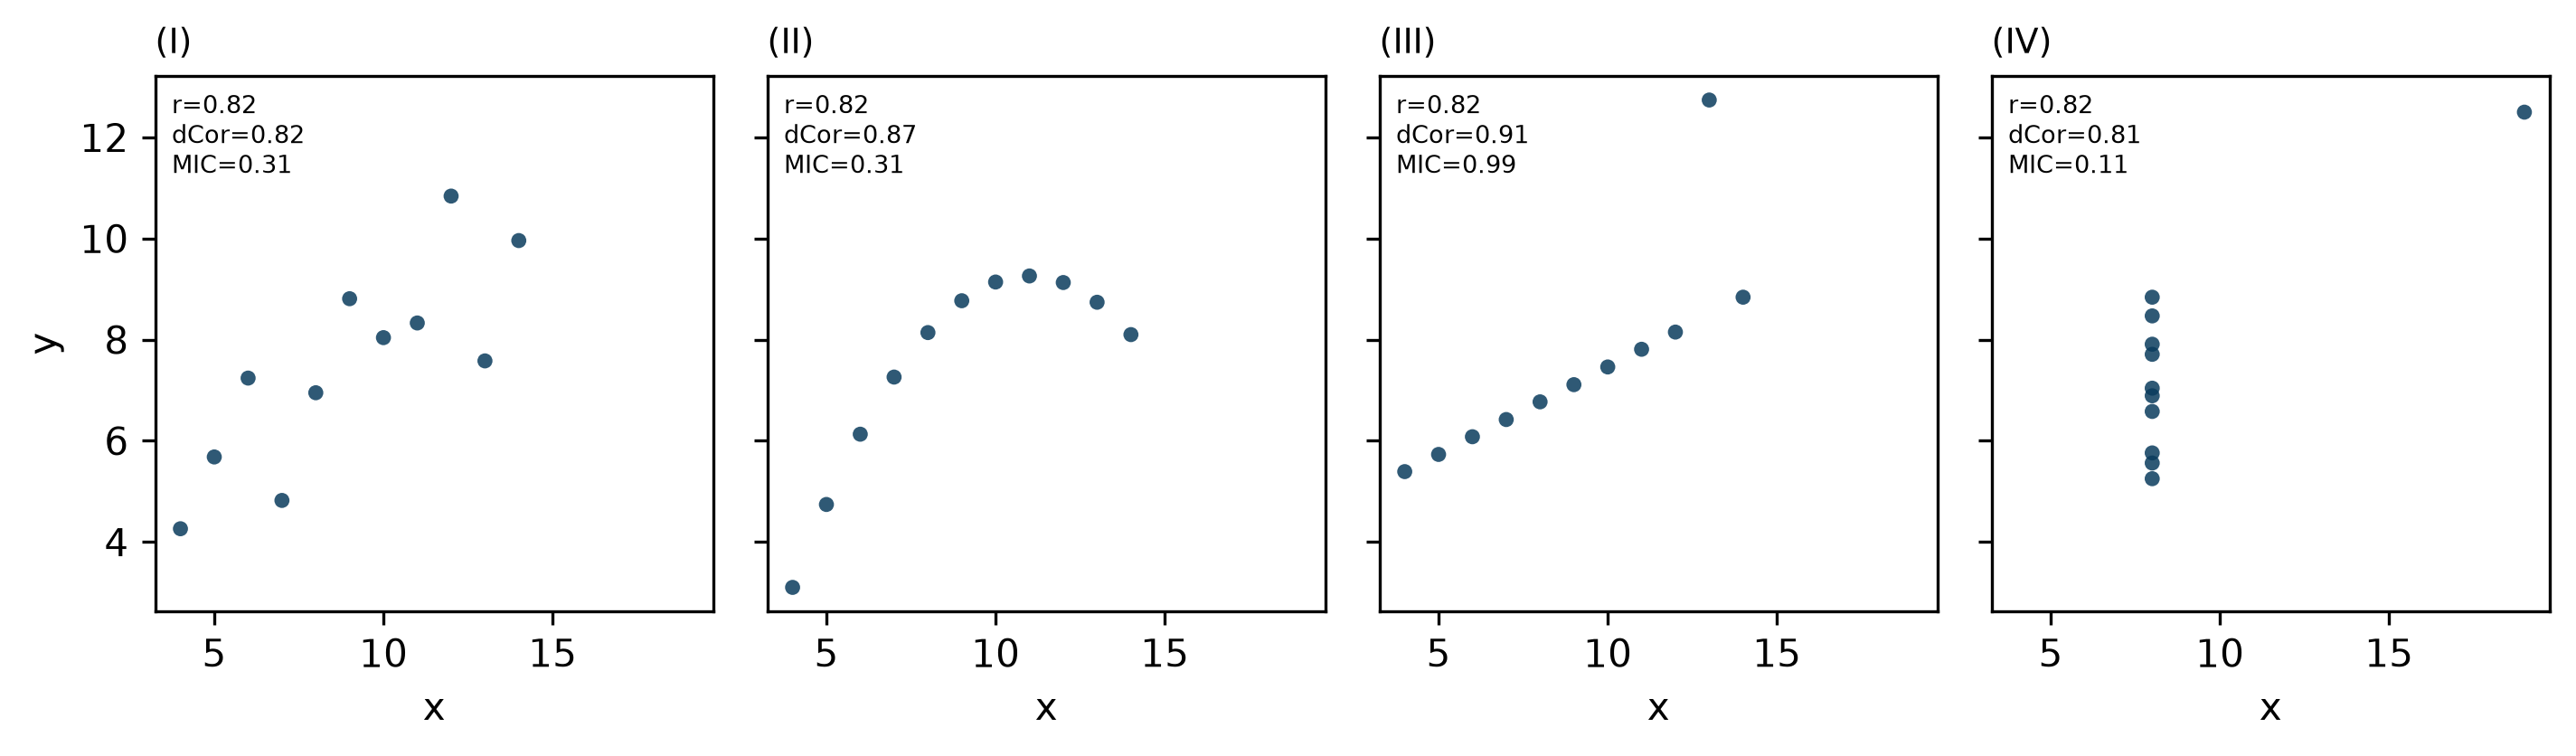 (I)
r=0.82
dCor=0.82
MIC=0.31
12
10
8
6
4
y
5 10 15
x
(II)
r=0.82
dCor=0.87
MIC=0.31
5 10 15
x
(III)
r=0.82
dCor=0.91
MIC=0.99
5 10 15
x
(IV)
r=0.82
dCor=0.81
MIC=0.11
5 10 15
x